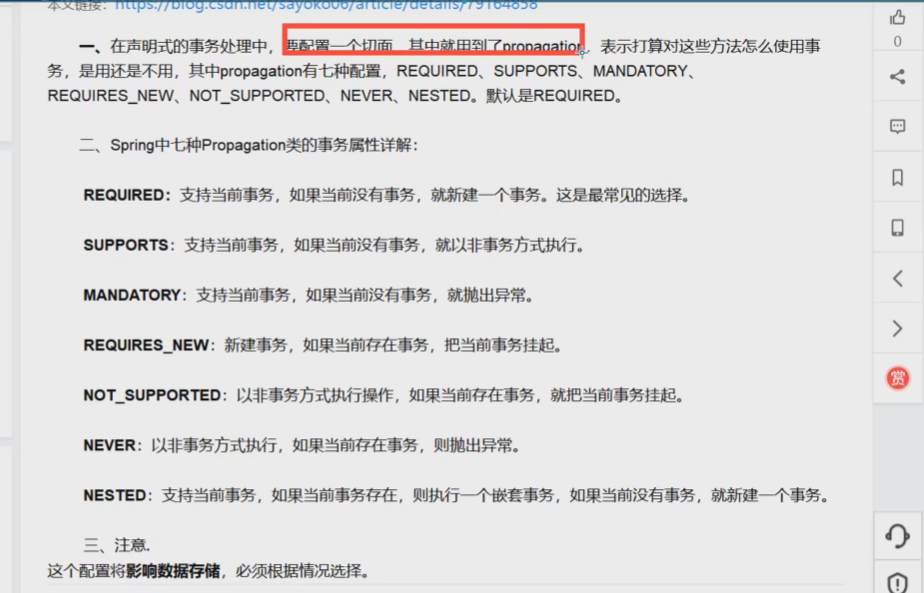 本文链接：https://blog.csdn.net/sayoko06/article/details/79164858
一、在声明式的事务处理中，要配置一个切面，其中就用到了propagation，表示打算对这些方法怎么使用事
务，是用还是不用，其中propagation有七种配置，REQUIRED、SUPPORTS、MANDATORY、
REQUIRES_NEW、NOT_SUPPORTED、NEVER、NESTED。默认是REQUIRED。
二、Spring中七种Propagation类的事务属性详解：
REQUIRED：支持当前事务，如果当前没有事务，就新建一个事务。这是最常见的选择。
SUPPORTS：支持当前事务，如果当前没有事务，就以非事务方式执行。
MANDATORY：支持当前事务，如果当前没有事务，就抛出异常。
REQUIRES_NEW：新建事务，如果当前存在事务，把当前事务挂起。
NOT_SUPPORTED：以非事务方式执行操作，如果当前存在事务，就把当前事务挂起。
NEVER：以非事务方式执行，如果当前存在事务，则抛出异常。
NESTED：支持当前事务，如果当前事务存在，则执行一个嵌套事务，如果当前没有事务，就新建一个事务。
三、注意.
这个配置将影响数据存储，必须根据情况选择。
0
赏